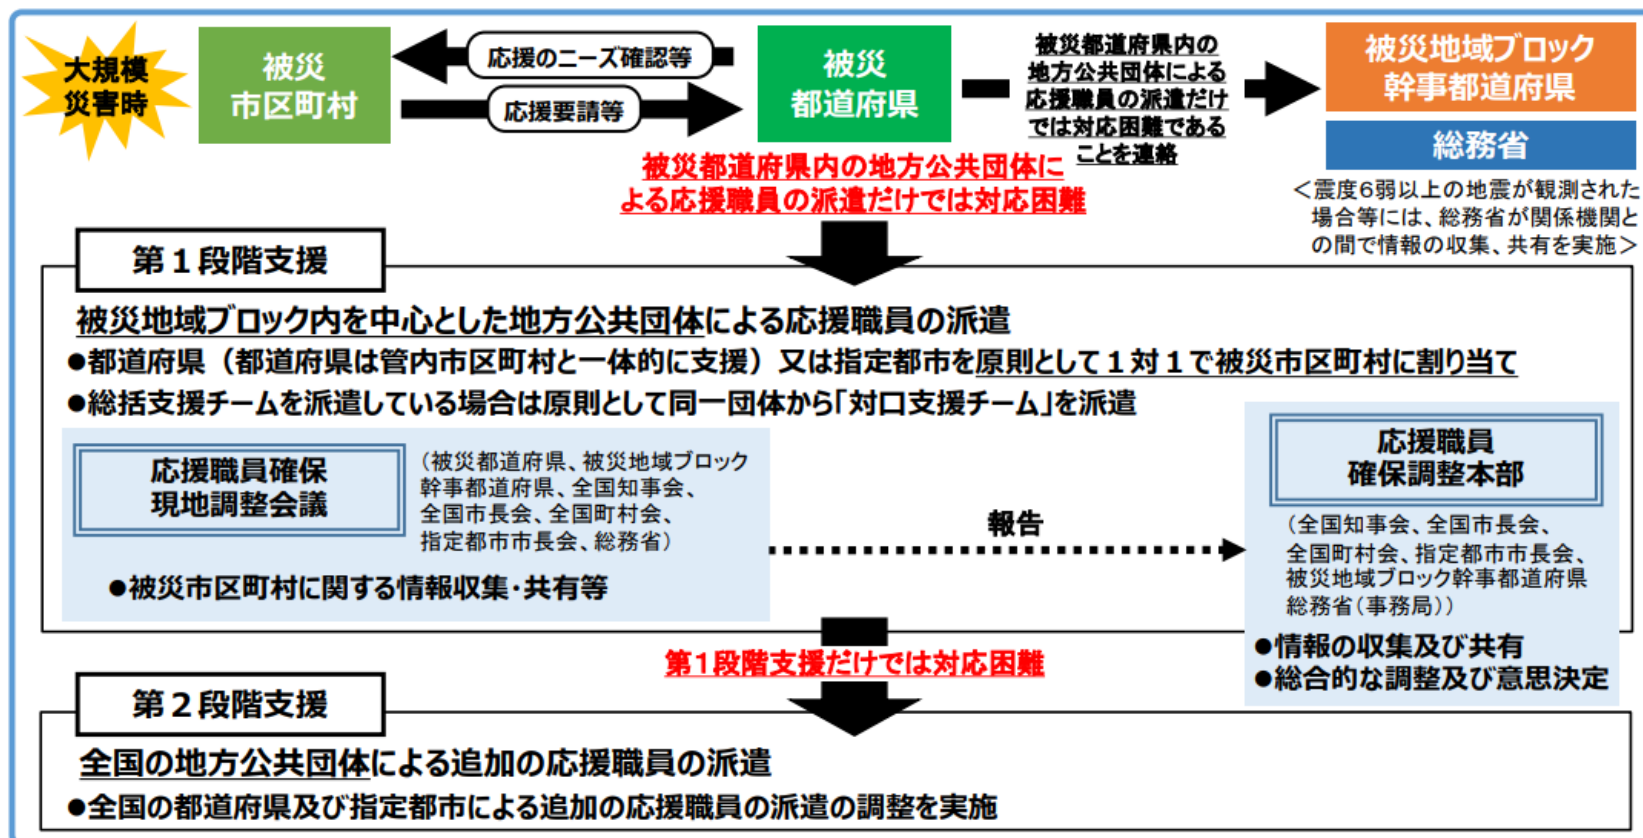 大規模
災害時
被災
市区町村
応援のニーズ確認等
応援要請等
被災
都道府県
被災都道府県内の
地方公共団体による
応援職員の派遣だけ
では対応困難である
ことを連絡
被災地域ブロック
幹事都道府県
総務省
＜震度6弱以上の地震が観測された
場合等には、総務省が関係機関と
の間で情報の収集、共有を実施＞
被災都道府県内の地方公共団体に
よる応援職員の派遣だけでは対応困難
第１段階支援
被災地域ブロック内を中心とした地方公共団体による応援職員の派遣
●都道府県（都道府県は管内市区町村と一体的に支援）又は指定都市を原則として１対１で被災市区町村に割り当て
●総括支援チームを派遣している場合は原則として同一団体から「対口支援チーム」を派遣
応援職員確保
現地調整会議
（被災都道府県、被災地域ブロック
幹事都道府県、全国知事会、
全国市長会、全国町村会、
指定都市市長会、総務省）
●被災市区町村に関する情報収集・共有等
報告
応援職員
確保調整本部
（全国知事会、全国市長会、
全国町村会、指定都市市長会、
被災地域ブロック幹事都道府県
総務省（事務局））
●情報の収集及び共有
●総合的な調整及び意思決定
第１段階支援だけでは対応困難
第２段階支援
全国の地方公共団体による追加の応援職員の派遣
●全国の都道府県及び指定都市による追加の応援職員の派遣の調整を実施